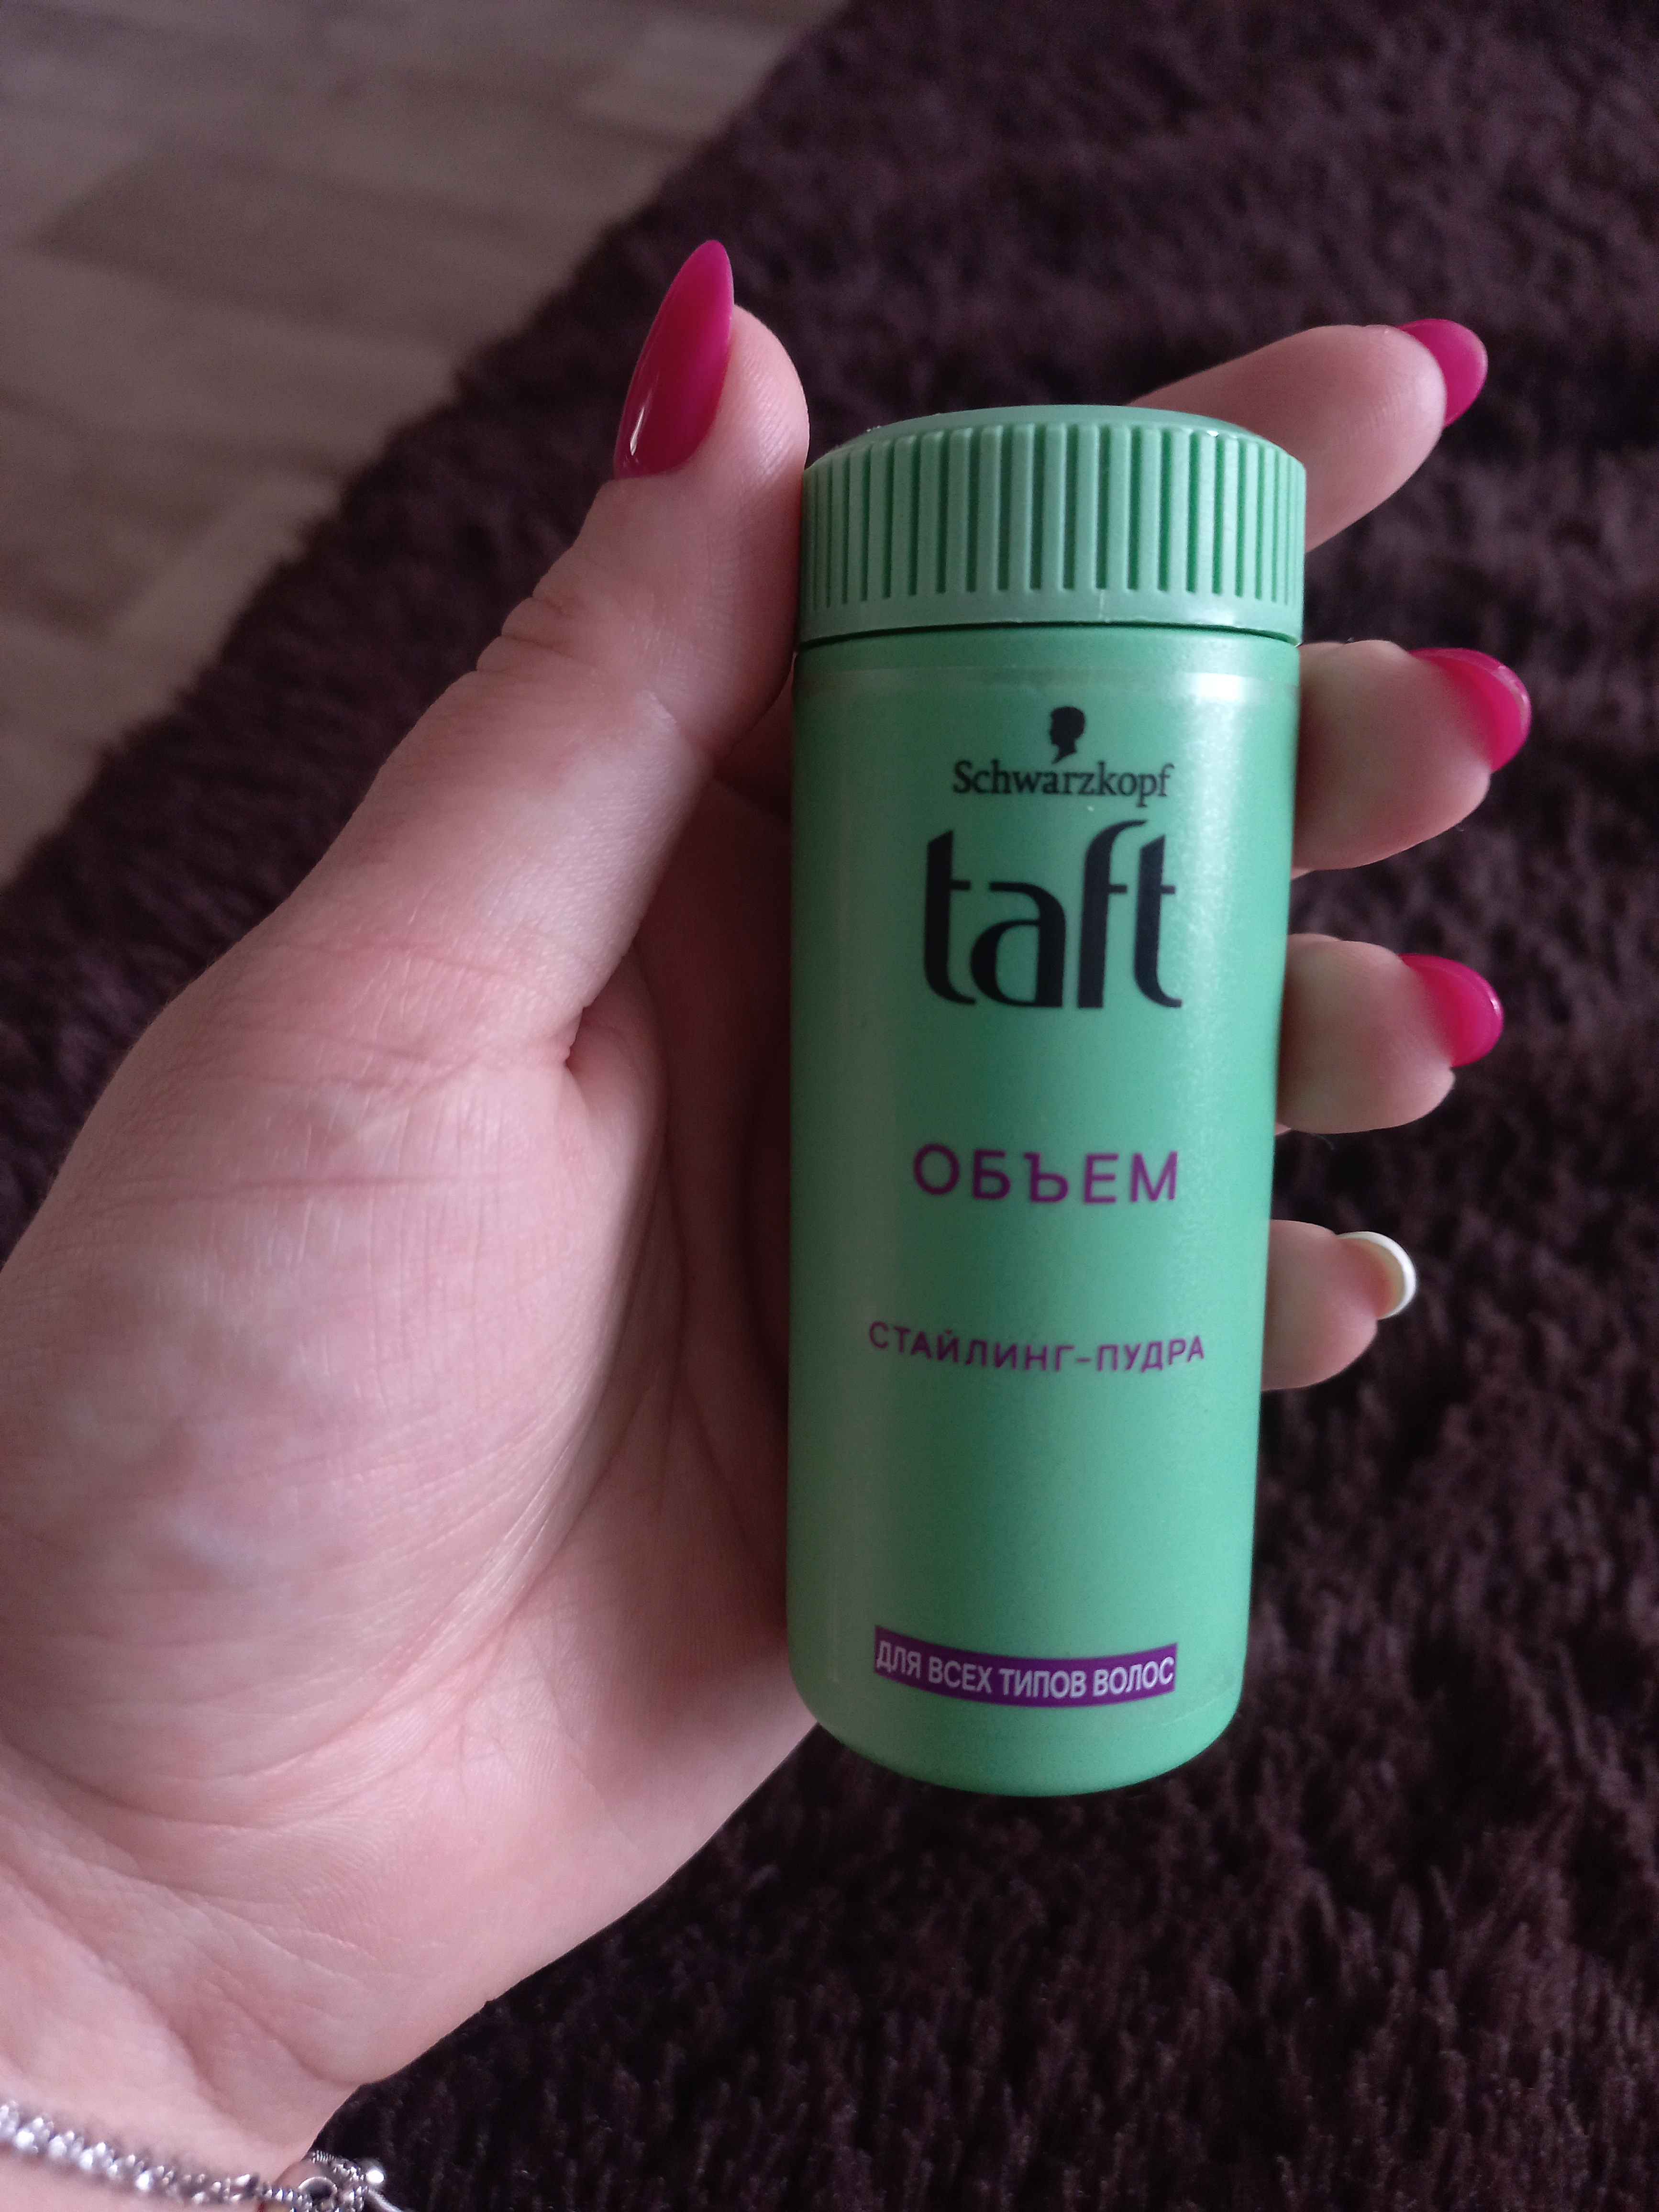 Schwarzkopf
taft
ОБЪЕМ
СТАЙЛИНГ-ПУДРА
ДЛЯ ВСЕХ ТИПОВ ВОЛОС